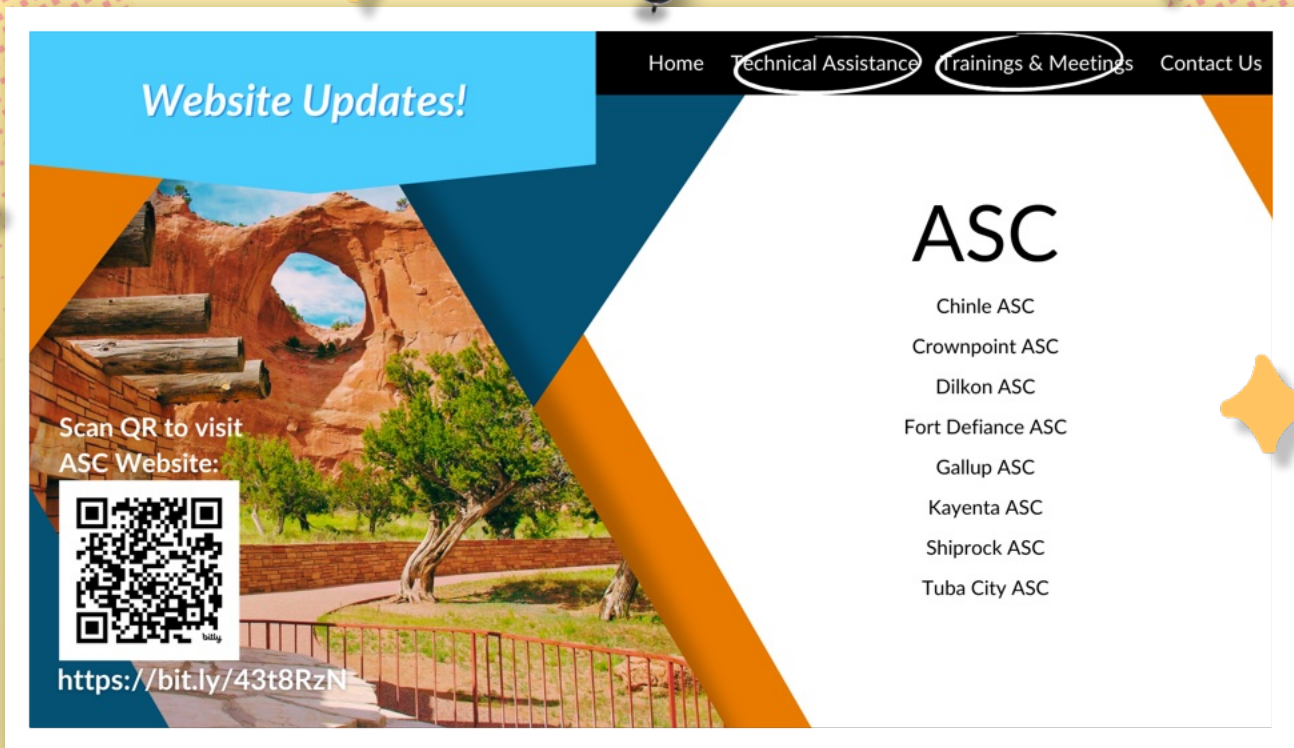 Website Updates!
Home Technical Assistance Trainings & Meetings Contact Us
ASC
Chinle ASC
Crownpoint ASC
Dilkon ASC
Fort Defiance ASC
Gallup ASC
Kayenta ASC
Shiprock ASC
Tuba City ASC
Scan QR to visit
ASC Website:
bitly
https://bit.ly/43t8RzN